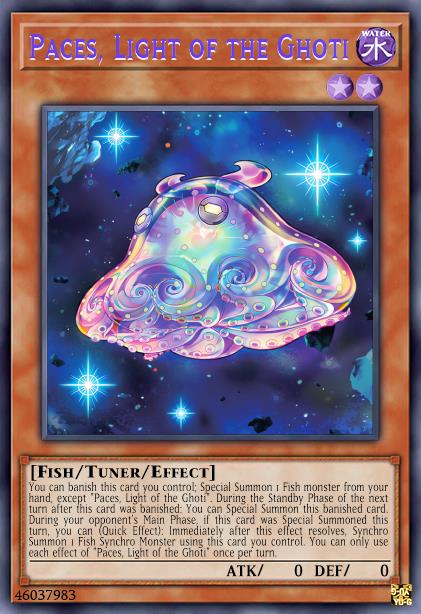 PACES, LIGHT OF THE GHOTI
WATER
水
[FISH/TUNER/EFFECT]
You can banish this card you control; Special Summon 1 Fish monster from your
hand, except "Paces, Light of the Ghoti". During the Standby Phase of the next
turn after this card was banished: You can Special Summon this banished card.
During your opponent's Main Phase, if this card was Special Summoned this
turn, you can (Quick Effect): Immediately after this effect resolves, Synchro
Summon 1 Fish Synchro Monster using this card you control. You can only use
each effect of "Paces, Light of the Ghoti" once per turn.
ATK/ 0 DEF/ 0
46033983